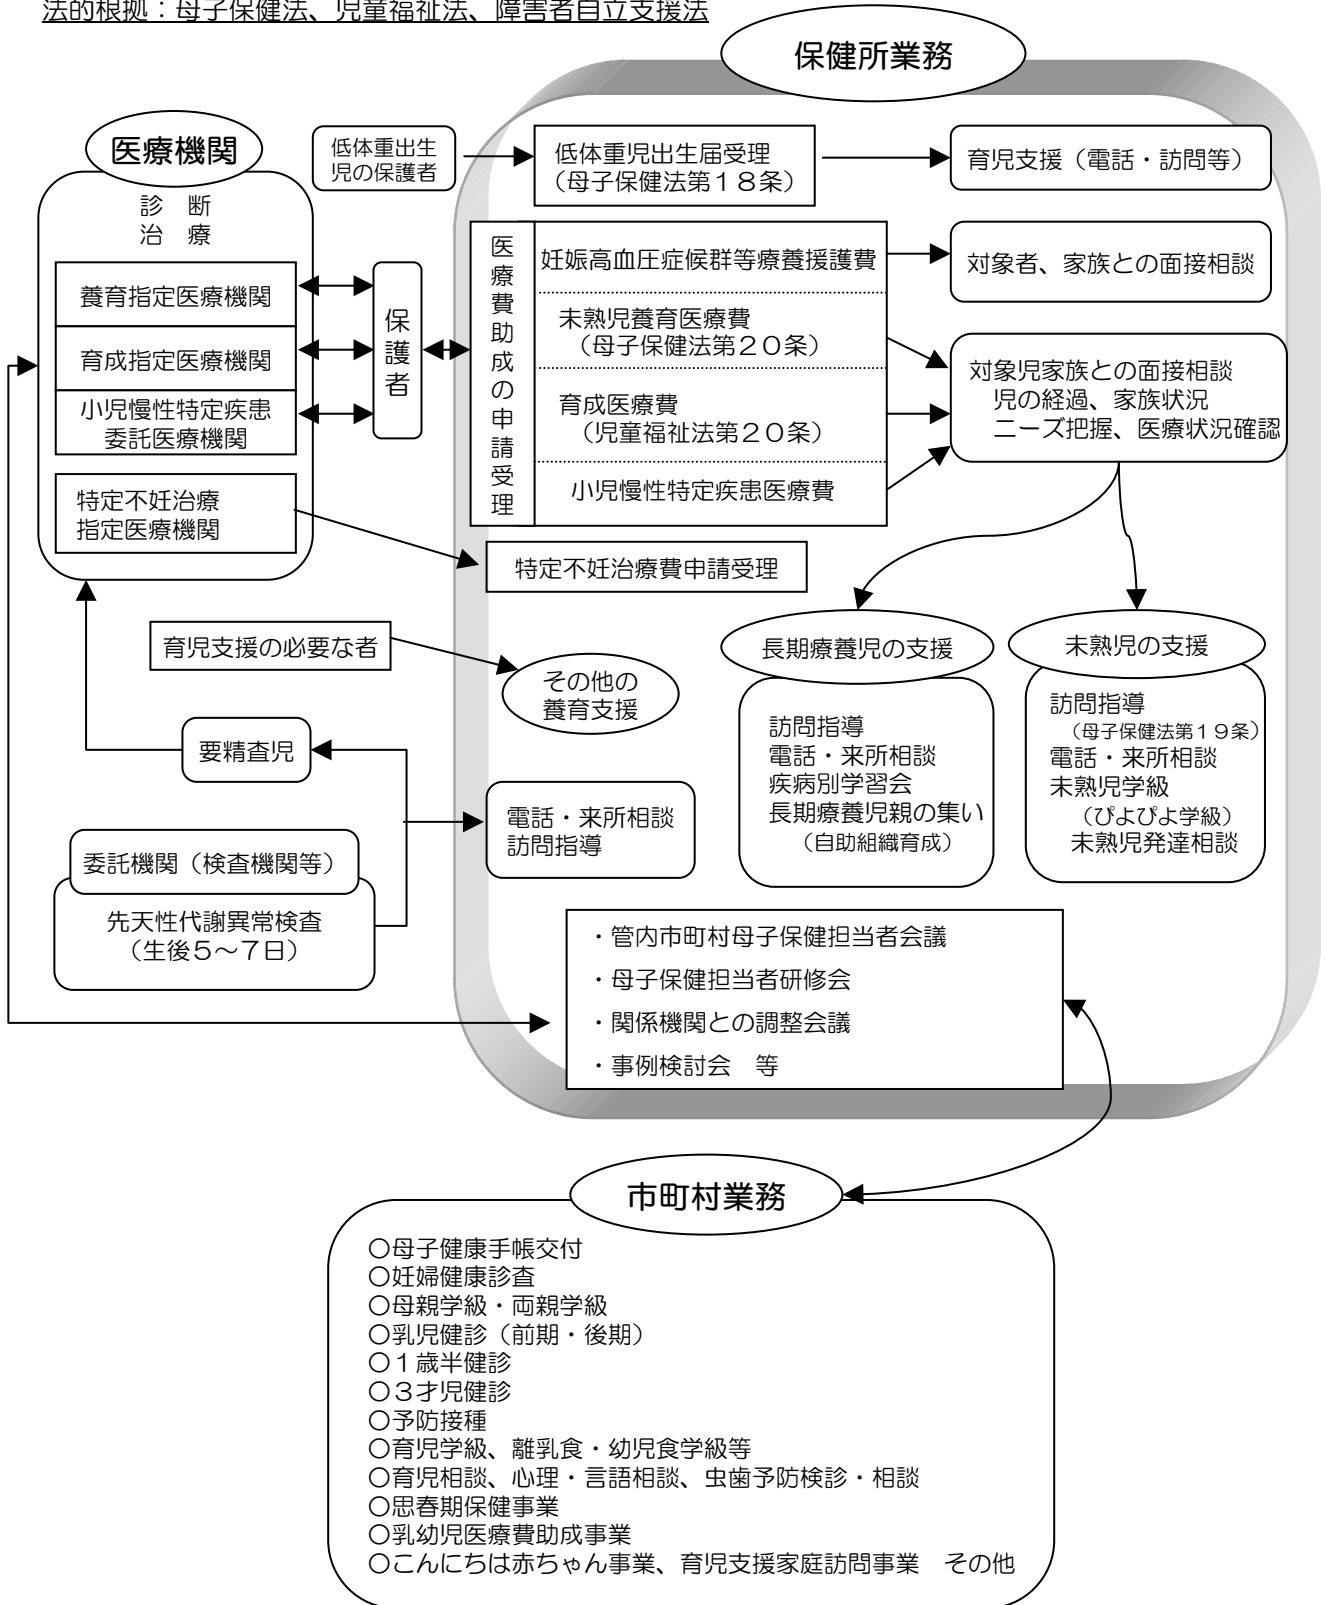 法的根拠：母子保健法、児童福祉法、障害者自立支援法
保健所業務
医療機関
診　断
治　療
養育指定医療機関
育成指定医療機関
小児慢性特定疾患
委託医療機関
特定不妊治療
指定医療機関
保護者
低体重出生
児の保護者
低体重児出生届受理
（母子保健法第１８条）
育児支援（電話・訪問等）
医療費助成の申請受理
妊娠高血圧症候群等療養援護費
未熟児養育医療費
（母子保健法第２０条）
育成医療費
（児童福祉法第２０条）
小児慢性特定疾患医療費
対象者、家族との面接相談
対象児家族との面接相談
児の経過、家族状況
ニーズ把握、医療状況確認
特定不妊治療費申請受理
育児支援の必要な者
その他の
養育支援
長期療養児の支援
訪問指導
電話・来所相談
疾病別学習会
長期療養児親の集い
（自助組織育成）
未熟児の支援
訪問指導
（母子保健法第１９条）
電話・来所相談
未熟児学級
（ぴよぴよ学級）
未熟児発達相談
要精査児
電話・来所相談
訪問指導
委託機関（検査機関等）
先天性代謝異常検査
（生後５～７日）
・管内市町村母子保健担当者会議
・母子保健担当者研修会
・関係機関との調整会議
・事例検討会　等
市町村業務
〇母子健康手帳交付
〇妊婦健康診査
〇母親学級・両親学級
〇乳児健診（前期・後期）
〇１歳半健診
〇３才児健診
〇予防接種
〇育児学級、離乳食・幼児食学級等
〇育児相談、心理・言語相談、虫歯予防検診・相談
〇思春期保健事業
〇乳幼児医療費助成事業
〇こんにちは赤ちゃん事業、育児支援家庭訪問事業　その他